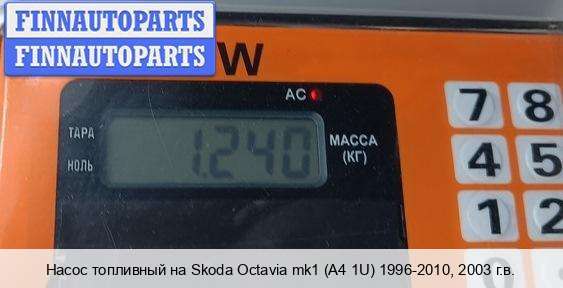 FINNAUTOPARTS
FINNAUTOPARTS
W
AC
ТАРА
НОЛЬ
1.240
МАССА
(КГ)
7 8
4 5
1 2
Насос топливный на Skoda Octavia mk1 (A4 1U) 1996-2010, 2003 г.в.